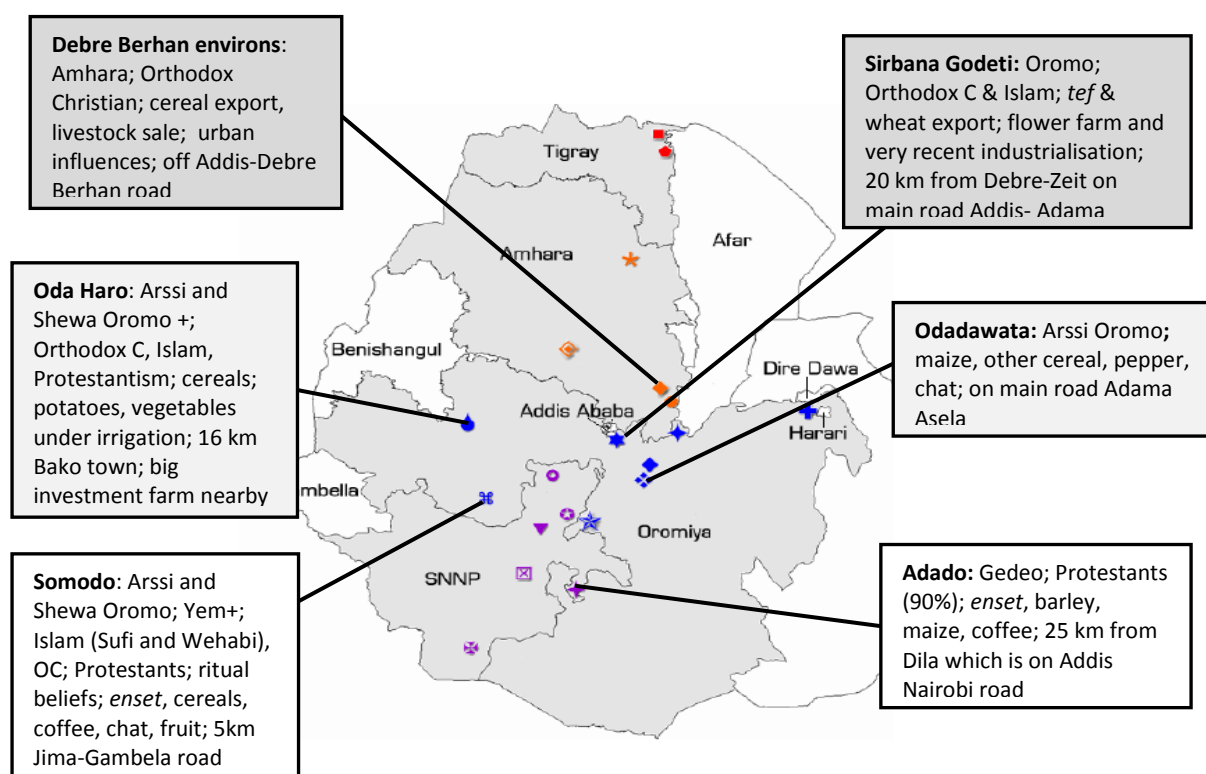 Debre Berhan environs:
Amhara; Orthodox
Christian; cereal export,
livestock sale; urban
influences; off Addis-Debre
Berhan road
Sirbana Godeti: Oromo;
Orthodox C & Islam; tef &
wheat export; flower farm and
very recent industrialisation;
20 km from Debre-Zeit on
main road Addis- Adama
Oda Haro: Arssi and
Shewa Oromo +;
Orthodox C, Islam,
Protestantism; cereals;
potatoes, vegetables
under irrigation; 16 km
Bako town; big
investment farm nearby
Odadawata: Arssi Oromo;
maize, other cereal, pepper,
chat; on main road Adama
Asela
Somodo: Arssi and
Shewa Oromo; Yem+;
Islam (Sufi and Wehabi),
OC; Protestants; ritual
beliefs; enset, cereals,
coffee, chat, fruit; 5km
Jima-Gambela road
Adado: Gedeo; Protestants
(90%); enset, barley,
maize, coffee; 25 km from
Dila which is on Addis
Nairobi road
Tigray
Afar
Amhara
Benishangul
Dire Dawa
Addis Ababa
Harari
mbella
Oromiya
SNNP